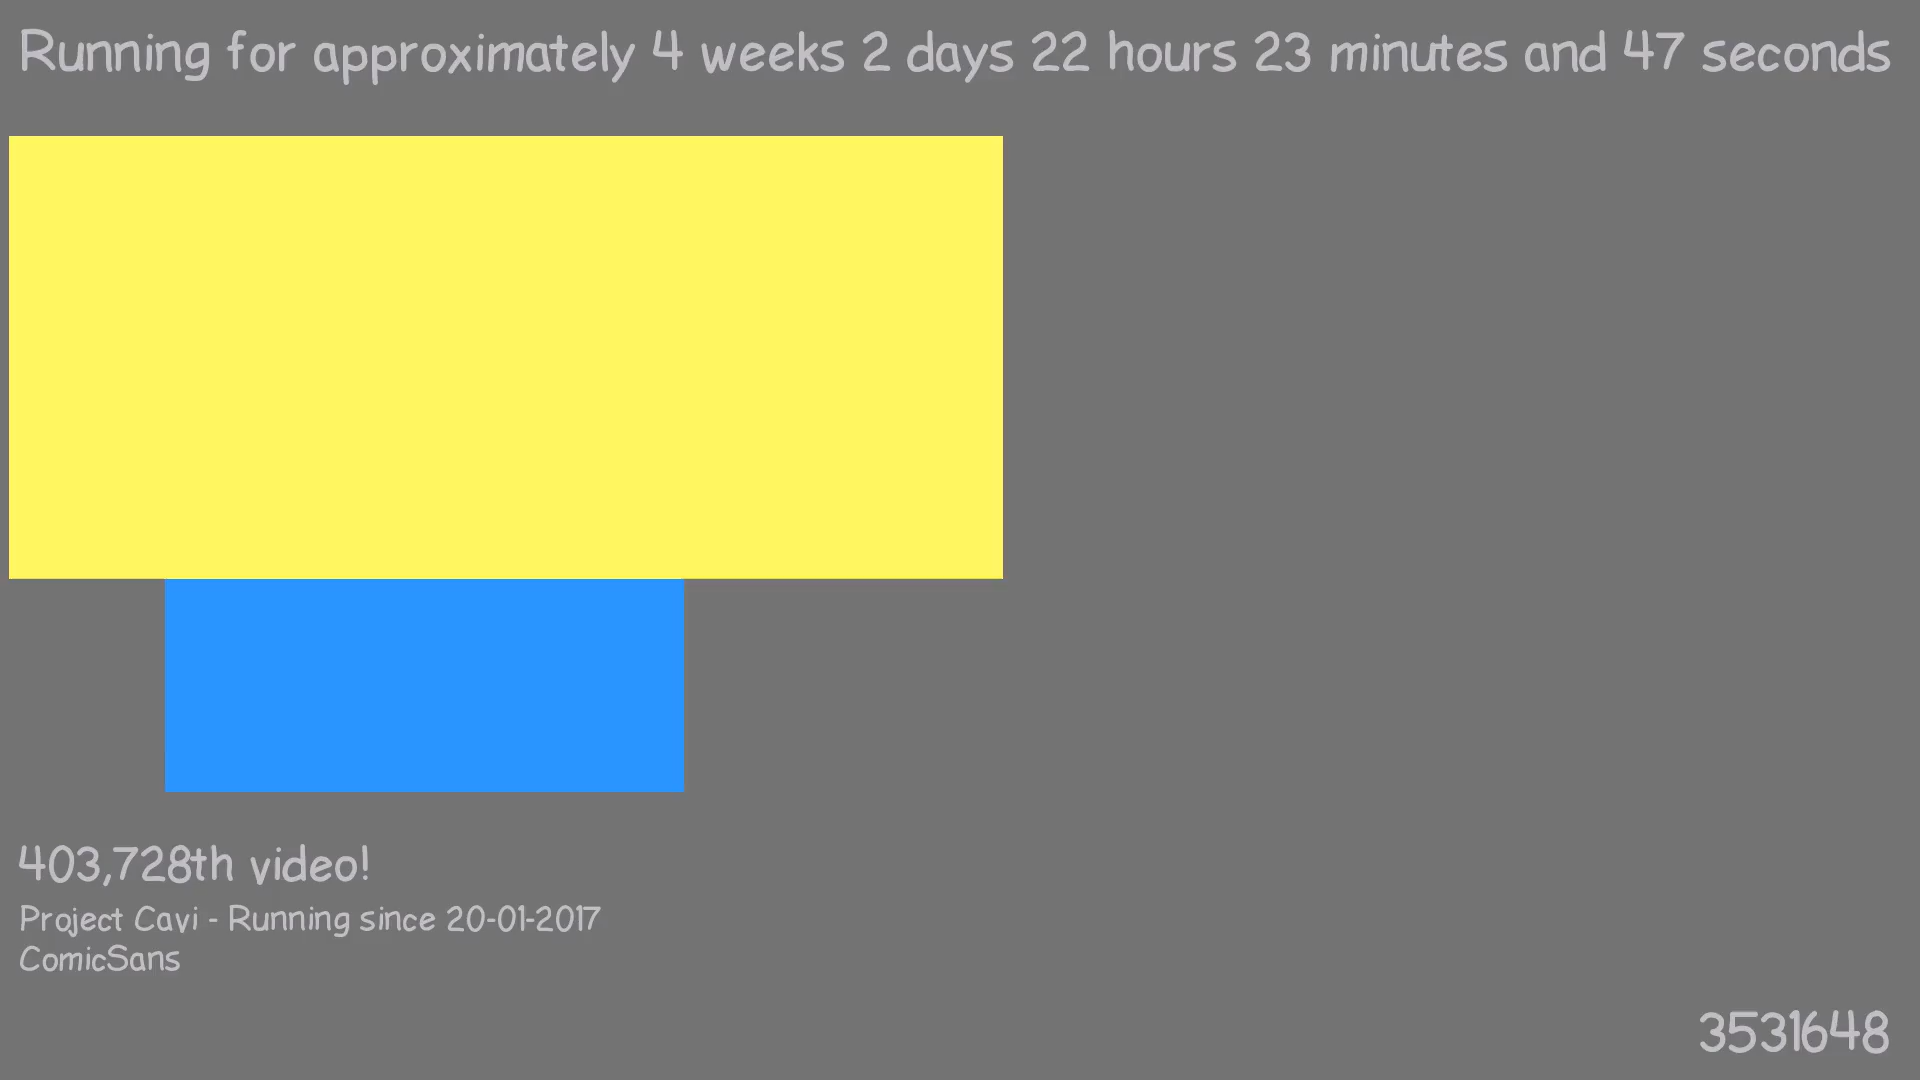 Running for approximately 4 weeks 2 days 22 hours 23 minutes and 47 seconds
403,728th video!
Project Cavi - Running since 20-01-2017
ComicSans
3531648